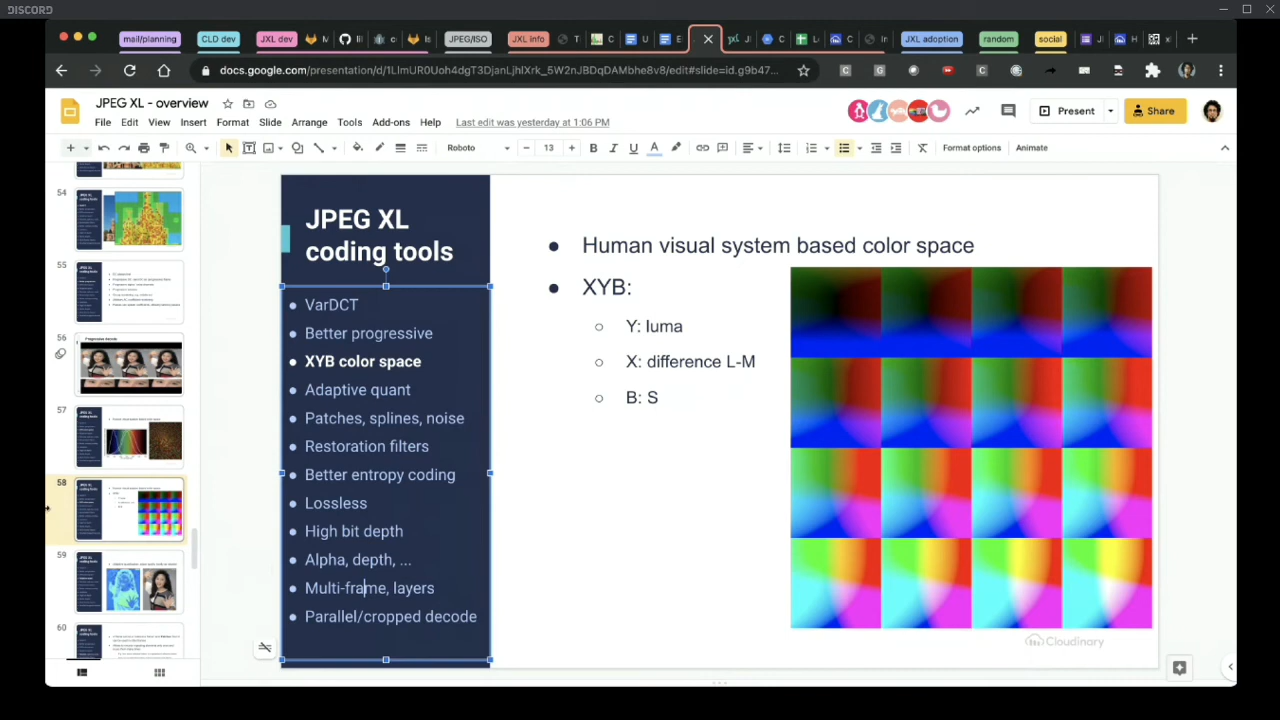 DISCORD
mail/planning
CLD dev
JXL dev
JPEG/ISO
JXL info
JXL adoption
random
social
docs.google.com/presentation/d/1LlmUR0Uoh4dgT3DjanLjhlXrk_5W2nJBDqDAMbhe8v8/edit#slide=id.g9b47...
JPEG XL - overview
File Edit View Insert Format Slide Arrange Tools Add-ons Help Last edit was yesterday at 1:06 PM
Present
Share
Roboto
13
Format options
Animate
54
55
56
Progressive decode
57
58
59
60
JPEG XL
coding tools
VarDCT
Better progressive
XYB color space
Adaptive quant
Patches, splines, noise
Restoration filters
Better entropy coding
Lossless
High bit depth
Alpha, depth, ...
Multi-frame, layers
Parallel/cropped decode
Human visual system based color space
XYB:
Y: luma
X: difference L-M
B: S
Cloudinary